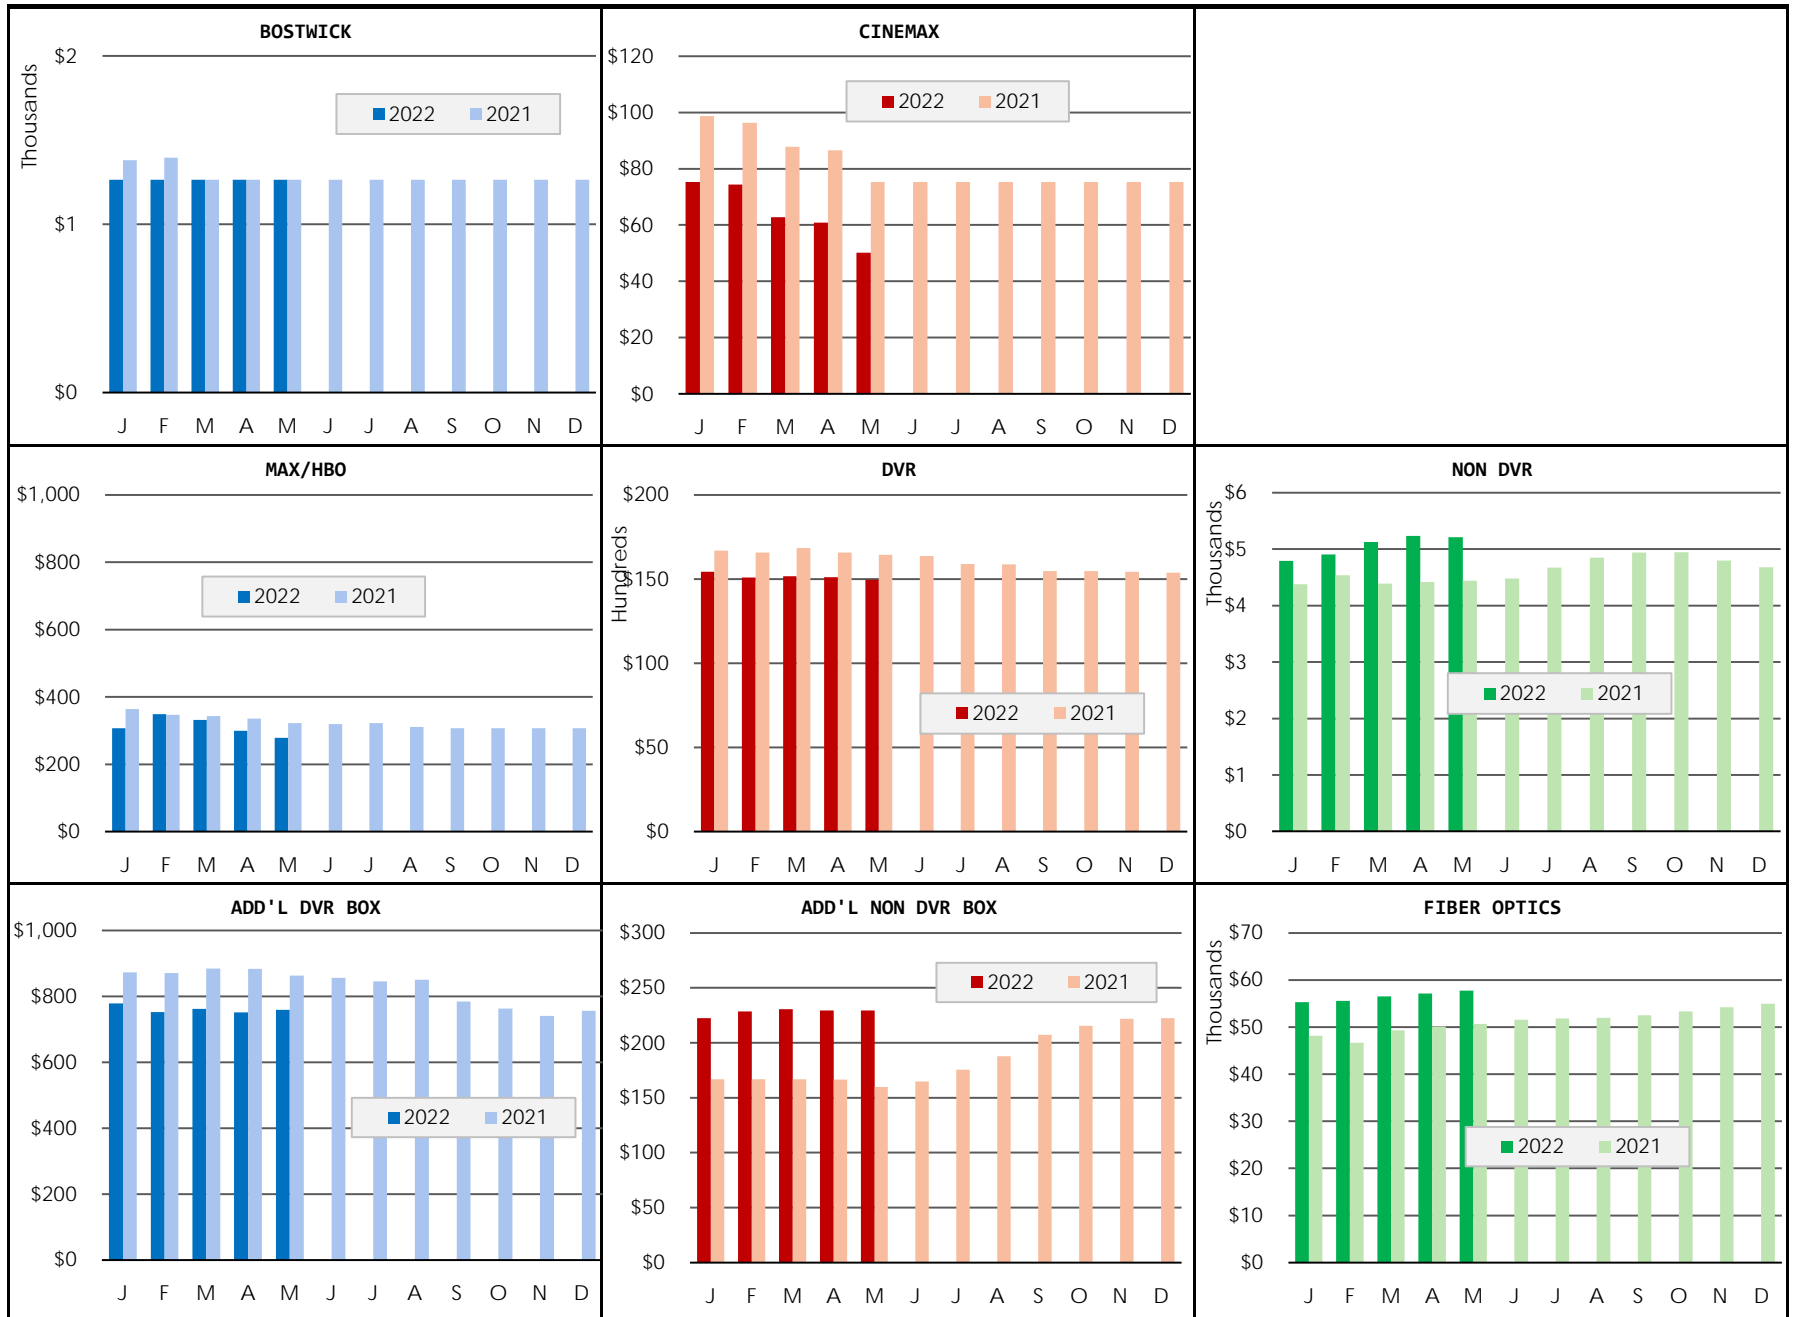 BOSTWICK
Thousands
$2
$1
$0
2022 2021
J F M A M J J A S O N D
CINEMAX
$120
$100
$80
$60
$40
$20
$0
2022 2021
J F M A M J J A S O N D
MAX/HBO
$1,000
$800
$600
$400
$200
$0
2022 2021
J F M A M J J A S O N D
DVR
Hundreds
$200
$150
$100
$50
$0
2022 2021
J F M A M J J A S O N D
NON DVR
Thousands
$6
$5
$4
$3
$2
$1
$0
2022 2021
J F M A M J J A S O N D
ADD'L DVR BOX
$1,000
$800
$600
$400
$200
$0
2022 2021
J F M A M J J A S O N D
ADD'L NON DVR BOX
$300
$250
$200
$150
$100
$50
$0
2022 2021
J F M A M J J A S O N D
FIBER OPTICS
Thousands
$70
$60
$50
$40
$30
$20
$10
$0
2022 2021
J F M A M J J A S O N D